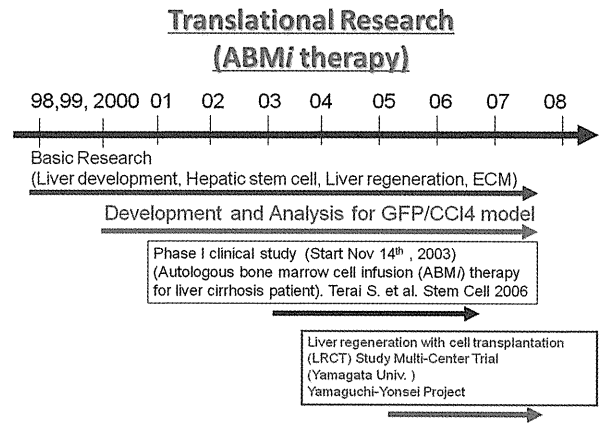 Translational Research
(ABMi therapy)
98,99, 2000 01 02 03 04 05 06 07 08
Basic Research
(Liver development, Hepatic stem cell, Liver regeneration, ECM)
Development and Analysis for GFP/CCl4 model
Phase I clinical study (Start Nov 14th , 2003)
(Autologous bone marrow cell infusion (ABMi) therapy
for liver cirrhosis patient). Terai S. et al. Stem Cell 2006
Liver regeneration with cell transplantation
(LRCT) Study Multi-Center Trial
(Yamagata Univ. )
Yamaguchi-Yonsei Project